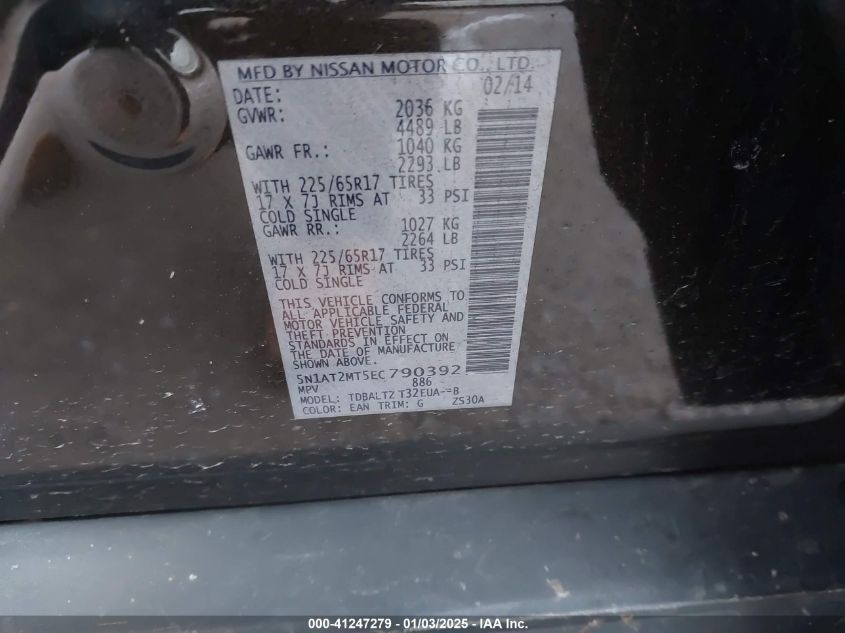 MFD BY NISSAN MOTOR CO., LTD.
DATE: 02/14
GVWR: 2036 KG
4489 LB
GAWR FR.: 1040 KG
2293 LB
WITH 225/65R17 TIRES
17 X 7J RIMS AT 33 PSI
COLD SINGLE
GAWR RR.: 1027 KG
2264 LB
WITH 225/65R17 TIRES
17 X 7J RIMS AT 33 PSI
COLD SINGLE
THIS VEHICLE CONFORMS TO
ALL APPLICABLE FEDERAL
MOTOR VEHICLE SAFETY AND
THEFT PREVENTION
STANDARDS IN EFFECT ON
THE DATE OF MANUFACTURE
SHOWN ABOVE.
5N1AT2MT5EC790392
MPV 886
MODEL: TDBALTZ T32EUA--B
COLOR: EAN TRIM: G ZS30A
000-41247279 - 01/03/2025 - IAA Inc.